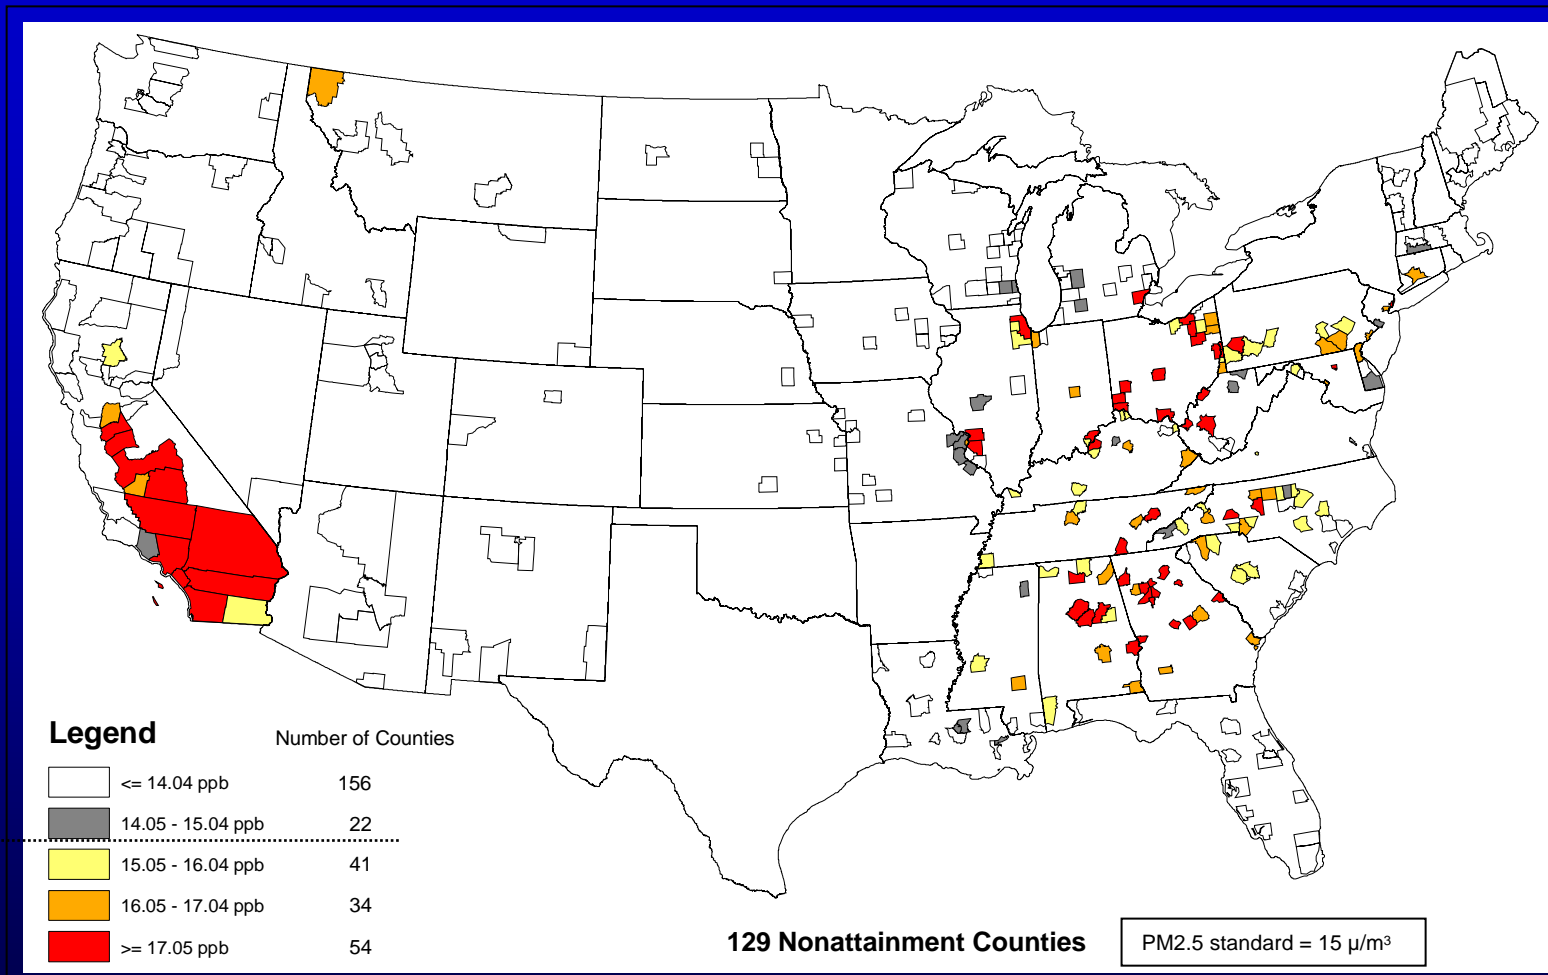 Legend
Number of Counties
<= 14.04 ppb 156
14.05 - 15.04 ppb 22
15.05 - 16.04 ppb 41
16.05 - 17.04 ppb 34
>= 17.05 ppb 54
129 Nonattainment Counties
PM2.5 standard = 15 µ/m³